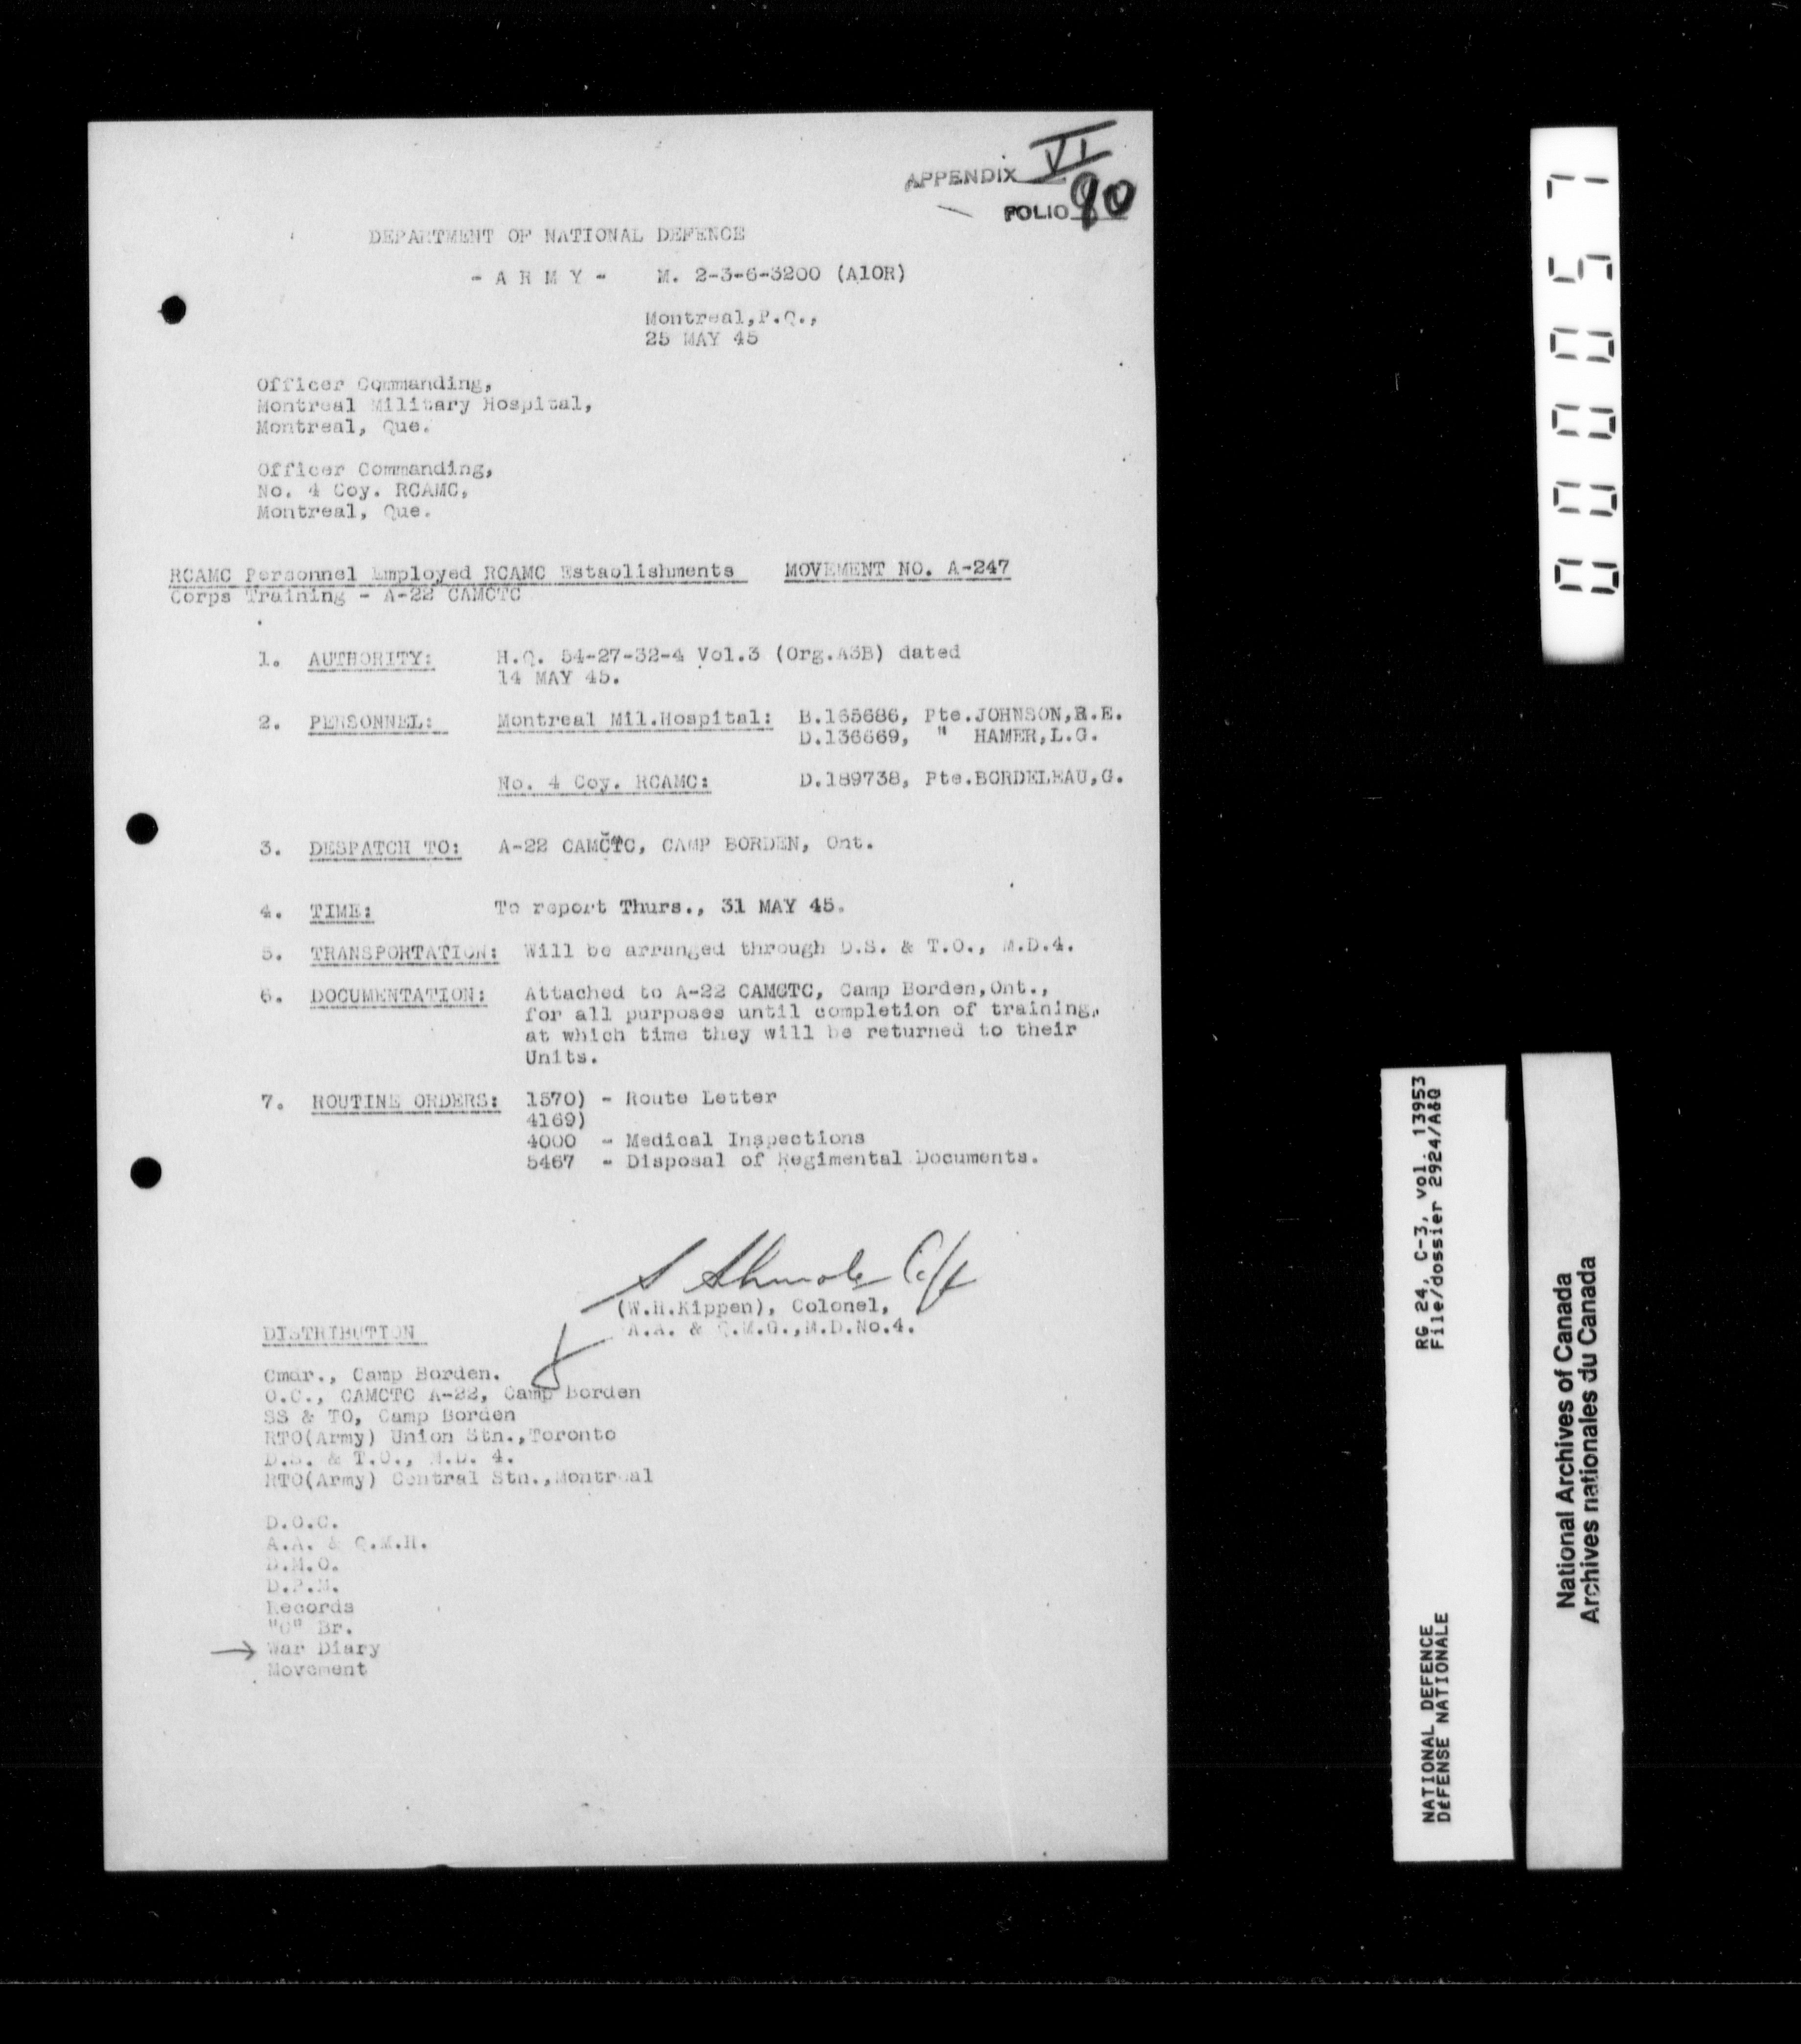 APPENDIX VI
FOLIO 90
DEPARTMENT OF NATIONAL DEFENCE
- A R M Y - M. 2-3-6-3200 (A1OR)
Montreal,P.Q.,
25 MAY 45
Officer Commanding,
Montreal Military Hospital,
Montreal, Que.
Officer Commanding,
No. 4 Coy. RCAMC,
Montreal, Que.
RCAMC Personnel Employed RCAMC Establishments MOVEMENT NO. A-247
Corps Training - A-22 CAMCTC
1. AUTHORITY: H.Q. 54-27-32-4 Vol.3 (Org.A3B) dated
14 MAY 45.
2. PERSONNEL: Montreal Mil.Hospital: B.165686, Pte.JOHNSON,R.E.
D.136669, " HAMER,L.G.
No. 4 Coy. RCAMC: D.189738, Pte.BORDELEAU,G.
3. DESPATCH TO: A-22 CAMCTC, CAMP BORDEN, Ont.
4. TIME: To report Thurs., 31 MAY 45.
5. TRANSPORTATION: Will be arranged through D.S. & T.O., M.D.4.
6. DOCUMENTATION: Attached to A-22 CAMCTC, Camp Borden,Ont.,
for all purposes until completion of training,
at which time they will be returned to their
Units.
7. ROUTINE ORDERS: 1570) - Route Letter
4169)
4000 - Medical Inspections
5467 - Disposal of Regimental Documents.
(W.H.Kippen), Colonel,
A.A. & Q.M.G.,M.D.No.4.
DISTRIBUTION
Cmdr., Camp Borden.
O.C., CAMCTC A-22, Camp Borden
SS & TO, Camp Borden
RTO(Army) Union Stn.,Toronto
D.S. & T.O., M.D. 4.
RTO(Army) Central Stn.,Montreal
D.O.C.
A.A. & Q.M.H.
D.M.O.
D.P.M.
Records
"G" Br.
War Diary
Movement
000057
RG 24, C-3, vol. 13953
File/dossier 2924/A&Q
NATIONAL DEFENCE
DÉFENSE NATIONALE
National Archives of Canada
Archives nationales du Canada